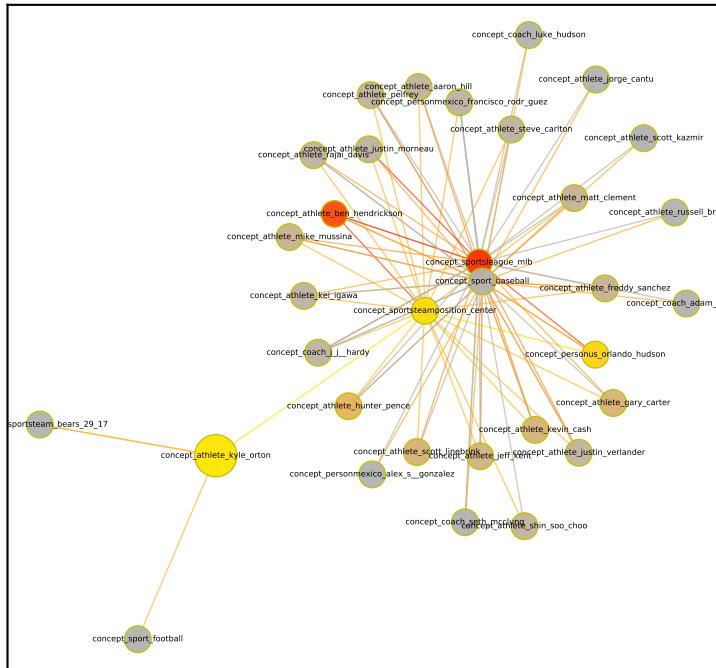 concept_coach_luke_hudson
concept_athlete_jorge_cantu
concept_athlete_aaron_hill
concept_athlete_pelfrey
concept_personmexico_francisco_rodr_guez
concept_athlete_steve_carlton
concept_athlete_scott_kazmir
concept_athlete_justin_morneau
concept_athlete_rajai_davis
concept_athlete_matt_clement
concept_athlete_russell_br
concept_athlete_ben_hendrickson
concept_athlete_mike_mussina
concept_sportsleague_mlb
concept_sport_baseball
concept_athlete_freddy_sanchez
concept_athlete_kei_igawa
concept_coach_adam_
concept_sportsteamposition_center
concept_coach_j_j__hardy
concept_personus_orlando_hudson
concept_athlete_hunter_pence
concept_athlete_gary_carter
sportsteam_bears_29_17
concept_athlete_kevin_cash
concept_athlete_kyle_orton
concept_athlete_scott_linebrink
concept_athlete_jeff_kent
concept_athlete_justin_verlander
concept_personmexico_alex_s__gonzalez
concept_coach_seth_mcclung
concept_athlete_shin_soo_choo
concept_sport_football